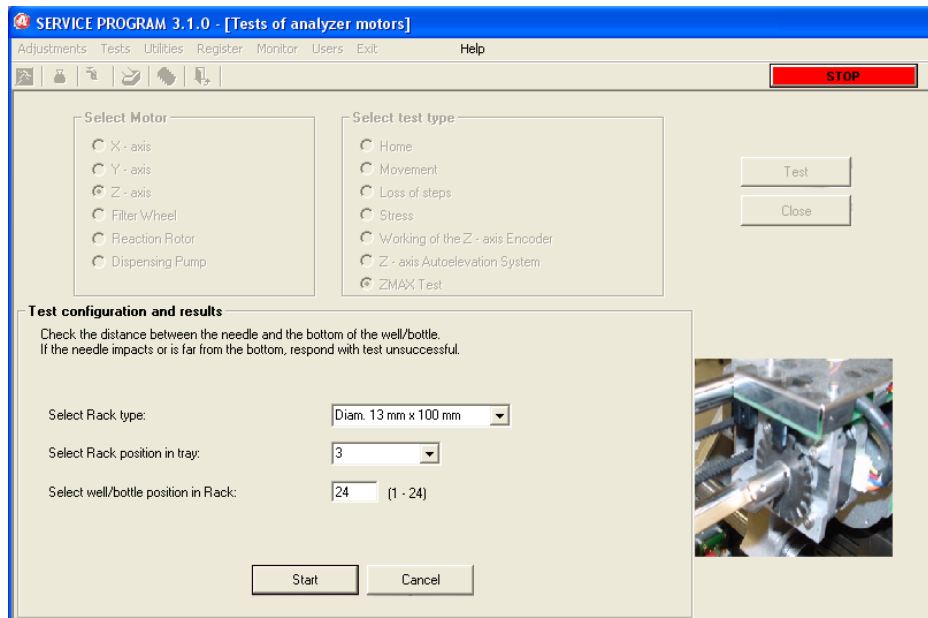 SERVICE PROGRAM 3.1.0 - [Tests of analyzer motors]
Adjustments Tests Utilities Register Monitor Users Exit Help
STOP
Select Motor
X - axis
Y - axis
Z - axis
Filter Wheel
Reaction Rotor
Dispensing Pump
Select test type
Home
Movement
Loss of steps
Stress
Working of the Z - axis Encoder
Z - axis Autoelevation System
ZMAX Test
Test
Close
Test configuration and results
Check the distance between the needle and the bottom of the well/bottle.
If the needle impacts or is far from the bottom, respond with test unsuccessful.
Select Rack type: Diam. 13 mm x 100 mm
Select Rack position in tray: 3
Select well/bottle position in Rack: 24 (1 - 24)
Start Cancel